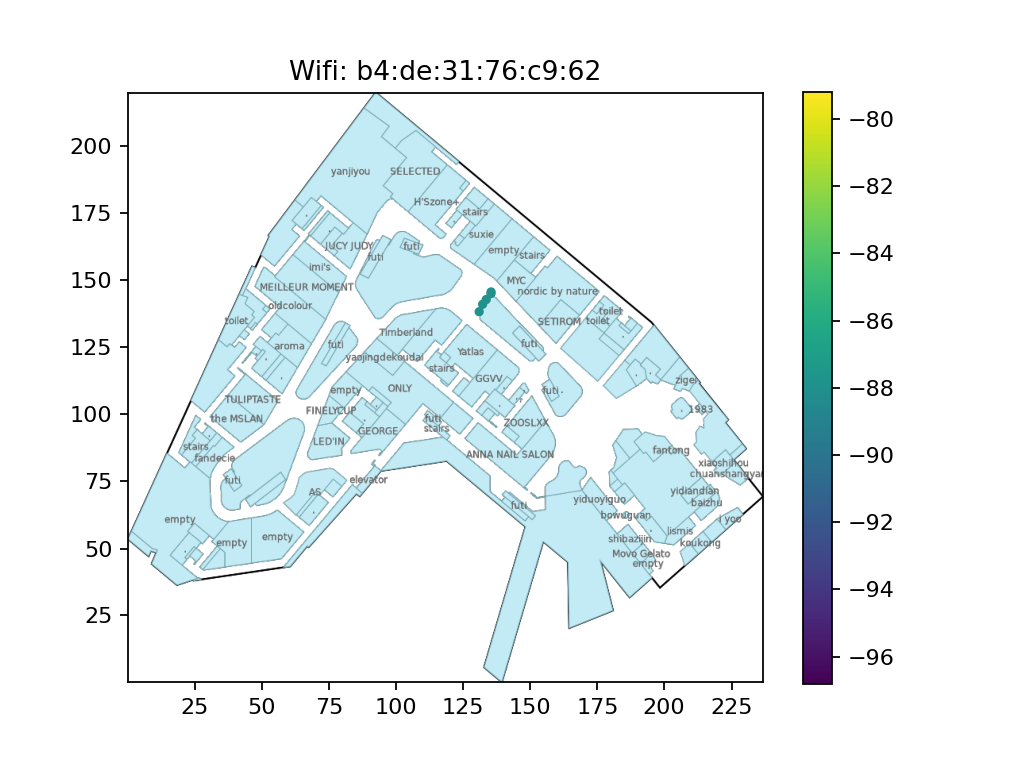 Wifi: b4:de:31:76:c9:62
200
175
150
125
100
75
50
25
25
50
75
100
125
150
175
200
225
−80
−82
−84
−86
−88
−90
−92
−94
−96
yanjiyou
SELECTED
H'SZone+
stairs
suxie
empty
stairs
JUCY JUDY
futi
futi
imi's
MEILLEUR MOMENT
oldcolour
toilet
aroma
futi
MYC
nordic by nature
SETIROM
toilet
toilet
futi
Timberland
yaojingdekoudai
Yatlas
stairs
GGVV
futi
zigel
1983
empty
ONLY
TULIPTASTE
the MSLAN
FINELYCUP
futi
stairs
GEORGE
LED'IN
ZOOSLXX
ANNA NAIL SALON
stairs
fandecie
futi
AS
elevator
fantong
xiaoshihou
chuanshangyan
yidiandian
baizhu
yiduoyiguo
bowuguan
futi
J yoo
lismis
koukong
shibazijin
Movo Gelato
empty
empty
empty
empty